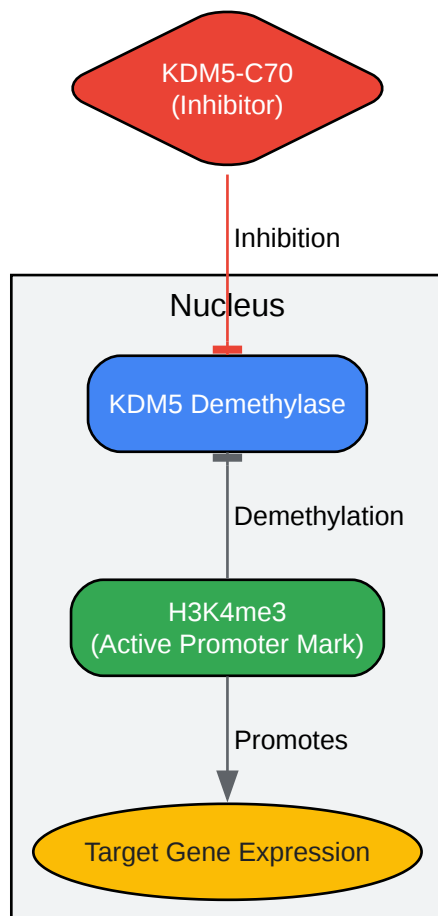 KDM5-C70
(Inhibitor)
Inhibition
Nucleus
KDM5 Demethylase
Demethylation
H3K4me3
(Active Promoter Mark)
Promotes
Target Gene Expression